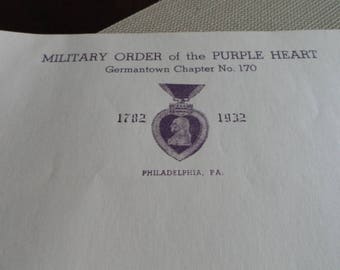 MILITARY ORDER of the PURPLE HEART
Germantown Chapter No. 170
1782 1932
PHILADELPHIA, PA.